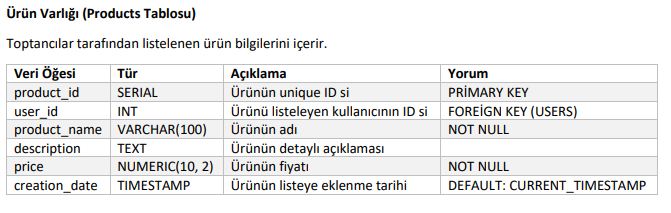 Ürün Varlığı (Products Tablosu)
Toptancılar tarafından listelenen ürün bilgilerini içerir.
Veri Öğesi Tür Açıklama Yorum
product_id SERIAL Ürünün unique ID si PRİMARY KEY
user_id INT Ürünü listeleyen kullanıcının ID si FOREİGN KEY (USERS)
product_name VARCHAR(100) Ürünün adı NOT NULL
description TEXT Ürünün detaylı açıklaması
price NUMERIC(10, 2) Ürünün fiyatı NOT NULL
creation_date TIMESTAMP Ürünün listeye eklenme tarihi DEFAULT: CURRENT_TIMESTAMP